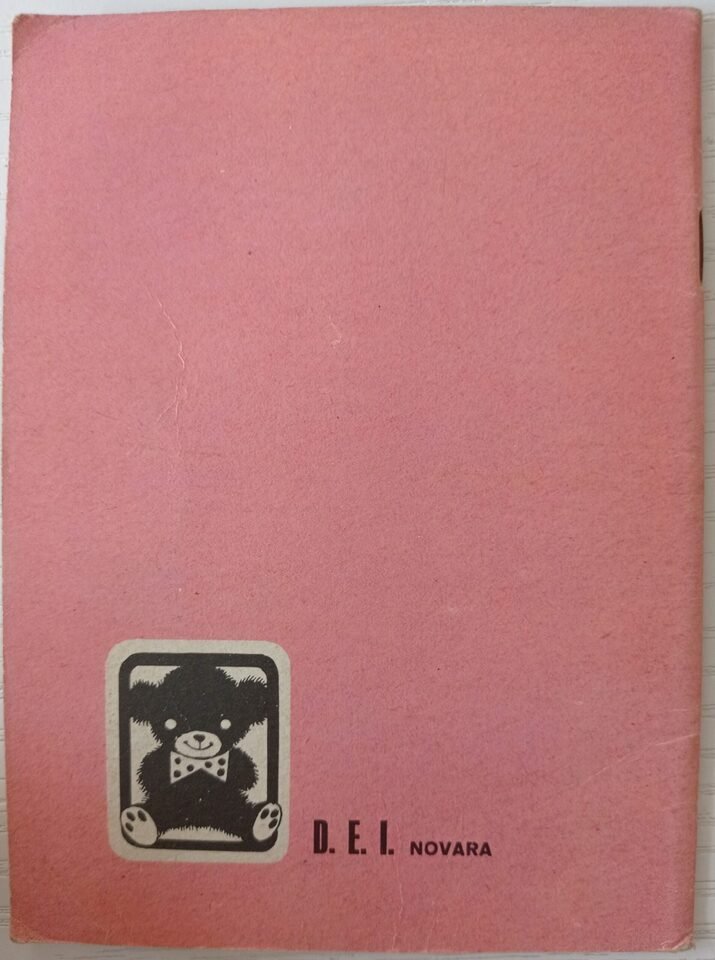 D. E. I. NOVARA